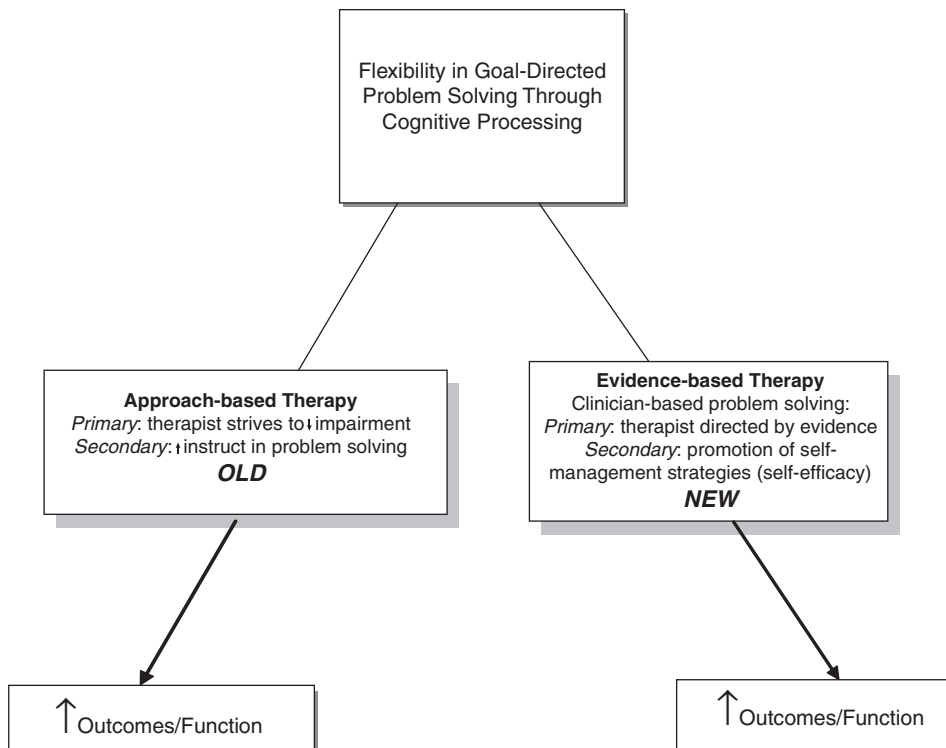 Flexibility in Goal-Directed
Problem Solving Through
Cognitive Processing
Approach-based Therapy
Primary: therapist strives to ↓ impairment
Secondary: ↑ instruct in problem solving
OLD
Evidence-based Therapy
Clinician-based problem solving:
Primary: therapist directed by evidence
Secondary: promotion of self-
management strategies (self-efficacy)
NEW
↑ Outcomes/Function
↑ Outcomes/Function